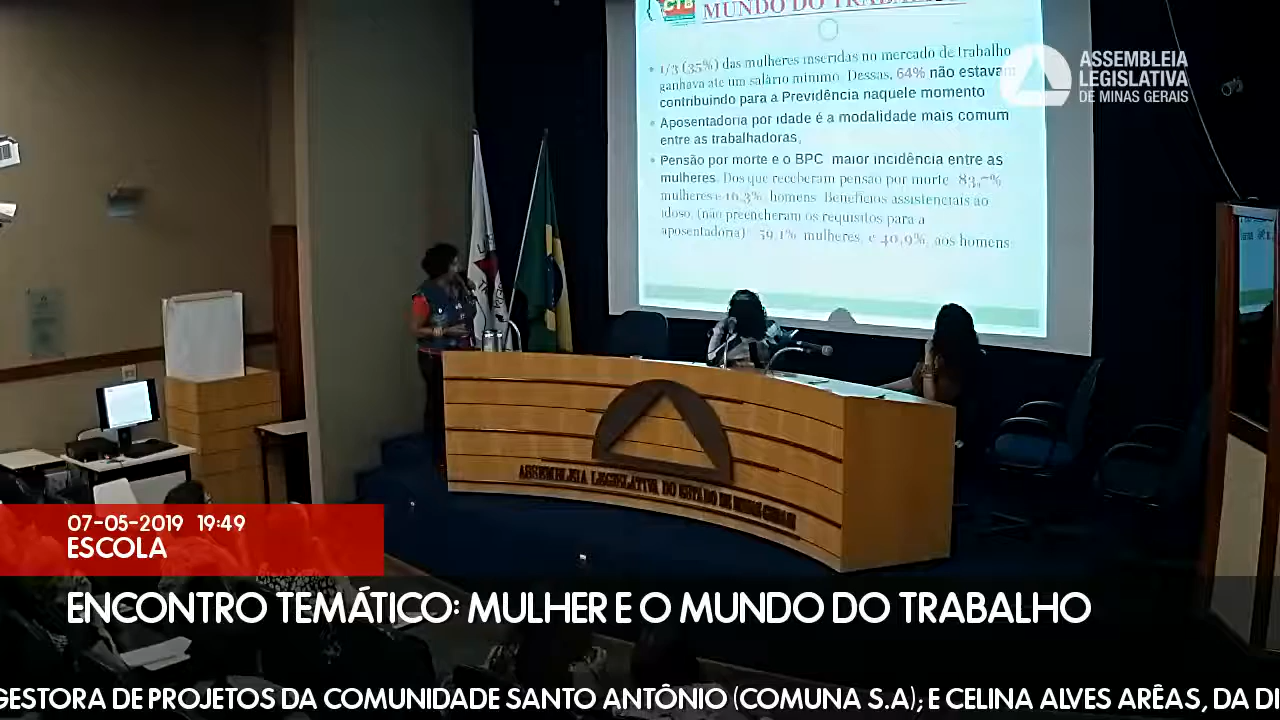 CTB
MUNDO DO TRABALHO
• 1/3 (35%) das mulheres inseridas no mercado de trabalho
ganhava até um salário mínimo. Dessas, 64% não estavam
contribuindo para a Previdência naquele momento
• Aposentadoria por idade é a modalidade mais comum
entre as trabalhadoras,
• Pensão por morte e o BPC maior incidência entre as
mulheres. Dos que receberam pensão por morte 83,7%
mulheres e 16,3% homens. Benefícios assistenciais ao
idoso, (não preencheram os requisitos para a
aposentadoria) 59,1% mulheres, e 40,9%, aos homens
ASSEMBLEIA
LEGISLATIVA
DE MINAS GERAIS
ASSEMBLEIA LEGISLATIVA DO ESTADO DE MINAS GERAIS
07-05-2019 19:49
ESCOLA
ENCONTRO TEMÁTICO: MULHER E O MUNDO DO TRABALHO
GESTORA DE PROJETOS DA COMUNIDADE SANTO ANTÔNIO (COMUNA S.A); E CELINA ALVES ARÊAS, DA DI